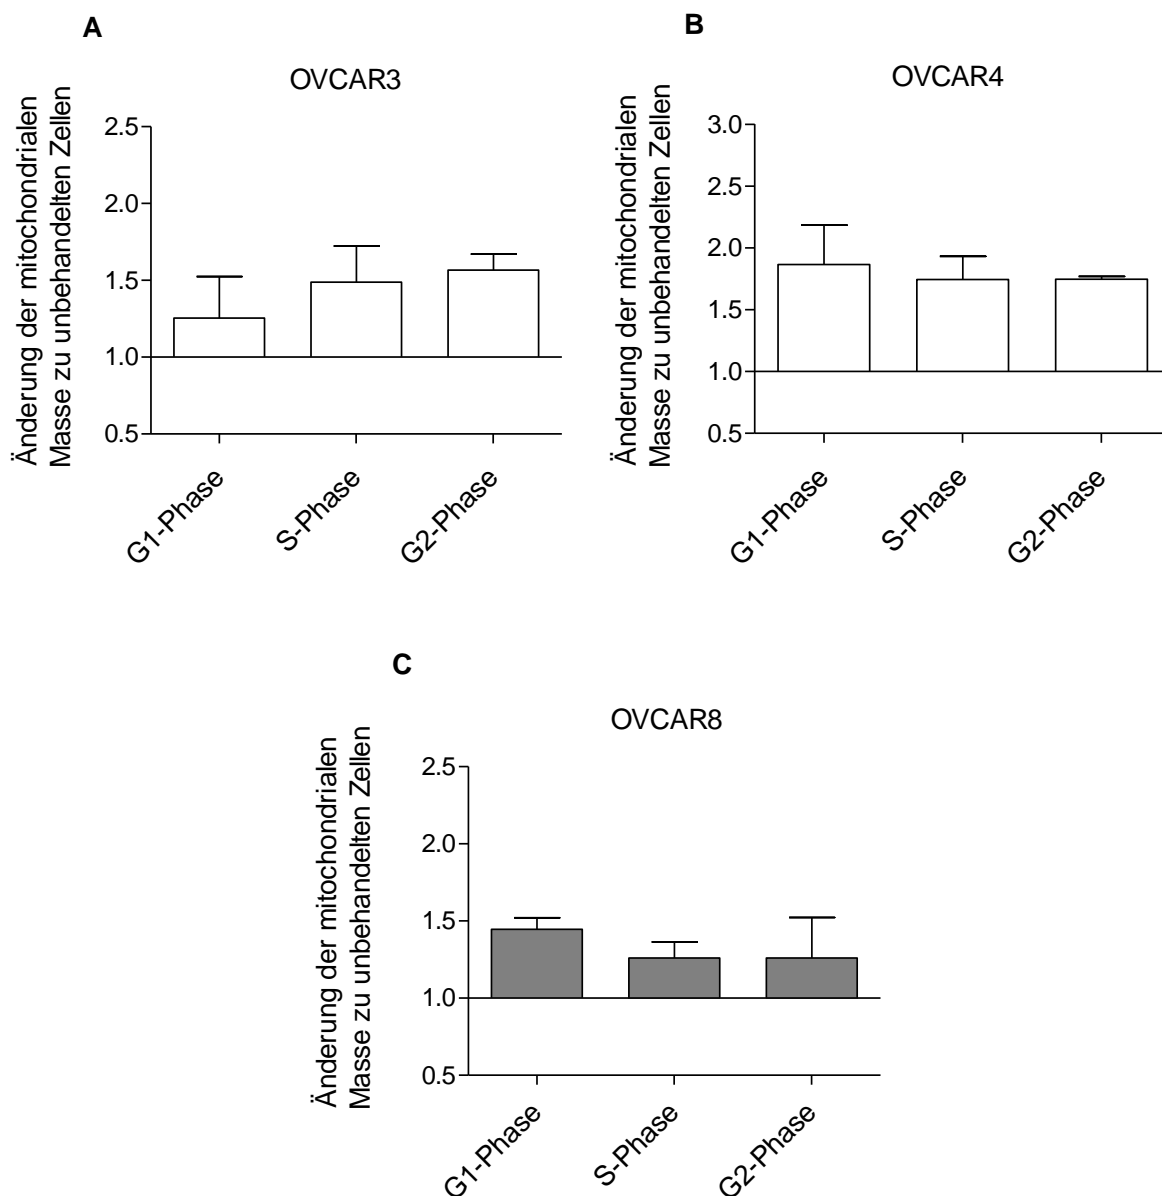 A
OVCAR3
Änderung der mitochondrialen
Masse zu unbehandelten Zellen
2.5
2.0
1.5
1.0
0.5
G1-Phase
S-Phase
G2-Phase
B
OVCAR4
Änderung der mitochondrialen
Masse zu unbehandelten Zellen
3.0
2.5
2.0
1.5
1.0
0.5
G1-Phase
S-Phase
G2-Phase
C
OVCAR8
Änderung der mitochondrialen
Masse zu unbehandelten Zellen
2.5
2.0
1.5
1.0
0.5
G1-Phase
S-Phase
G2-Phase